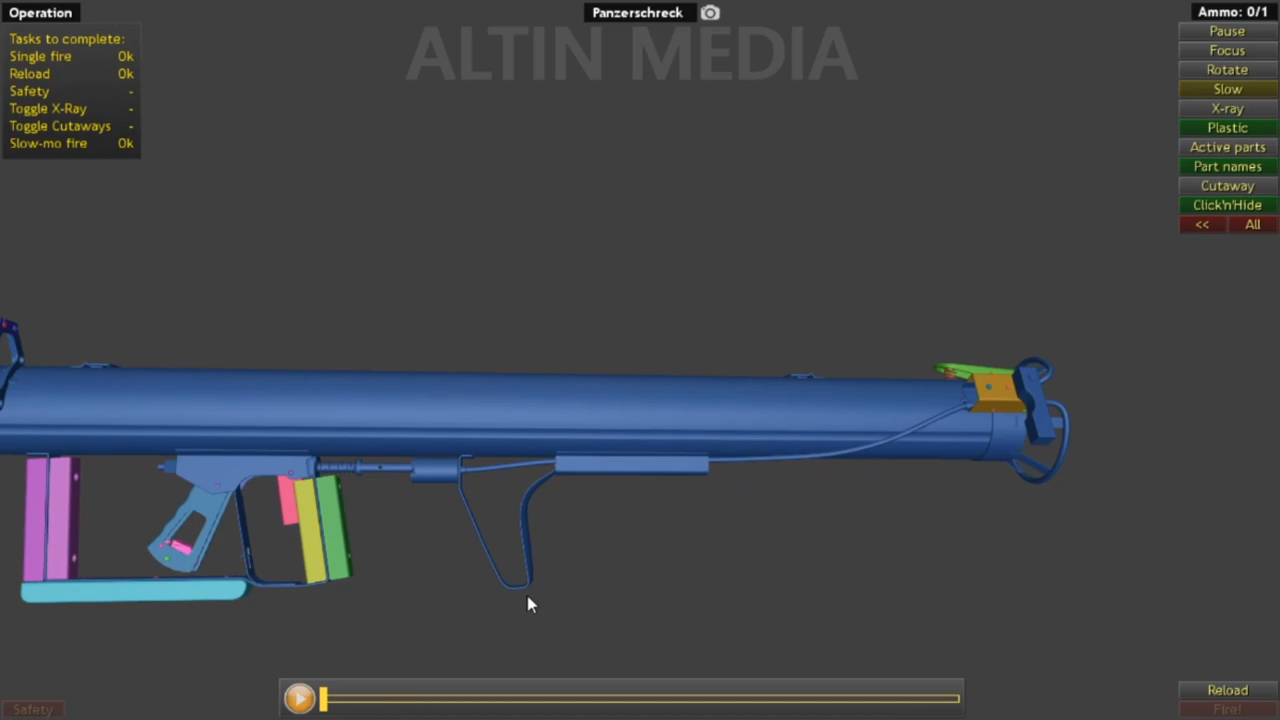 Operation
Panzerschreck
Ammo: 0/1
ALTIN MEDIA
Tasks to complete:
Single fire Ok
Reload Ok
Safety -
Toggle X-Ray -
Toggle Cutaways -
Slow-mo fire Ok
Pause
Focus
Rotate
Slow
X-ray
Plastic
Active parts
Part names
Cutaway
Click'n'Hide
<< All
Safety
Reload
Fire!